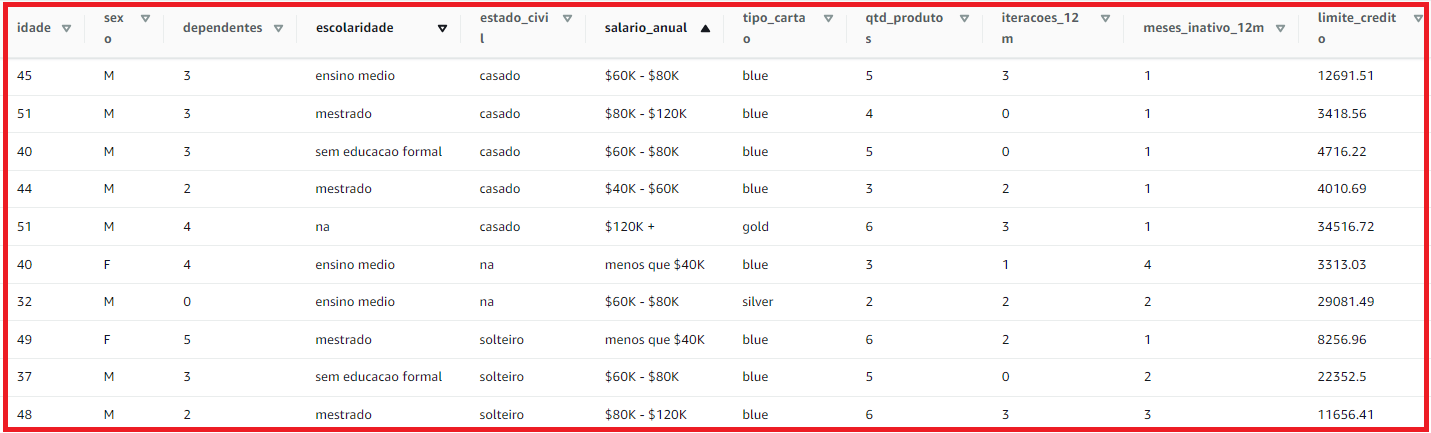 idade sexo dependentes escolaridade estado_civil salario_anual tipo_cartao qtd_produtos iteracoes_12m meses_inativo_12m limite_credito
45 M 3 ensino medio casado $60K - $80K blue 5 3 1 12691.51
51 M 3 mestrado casado $80K - $120K blue 4 0 1 3418.56
40 M 3 sem educacao formal casado $60K - $80K blue 5 0 1 4716.22
44 M 2 mestrado casado $40K - $60K blue 3 2 1 4010.69
51 M 4 na casado $120K + gold 6 3 1 34516.72
40 F 4 ensino medio na menos que $40K blue 3 1 4 3313.03
32 M 0 ensino medio na $60K - $80K silver 2 2 2 29081.49
49 F 5 mestrado solteiro menos que $40K blue 6 2 1 8256.96
37 M 3 sem educacao formal solteiro $60K - $80K blue 5 0 2 22352.5
48 M 2 mestrado solteiro $80K - $120K blue 6 3 3 11656.41